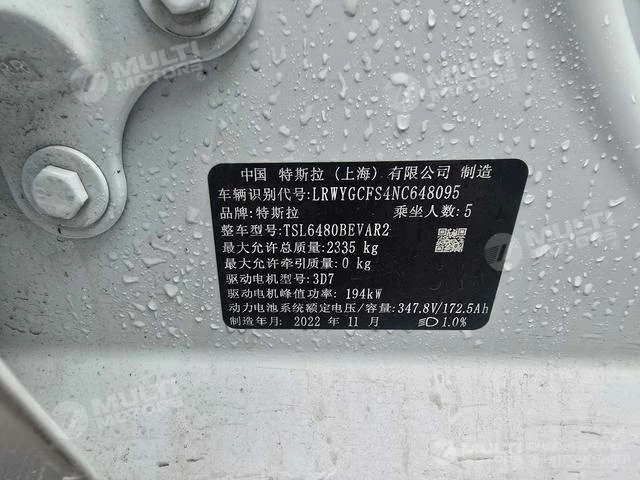 MULTI MOTORS
MULTI MOTORS
中国 特斯拉（上海）有限公司 制造
车辆识别代号: LRWYGCFS4NC648095
品牌: 特斯拉 乘坐人数: 5
整车型号: TSL6480BEVAR2
最大允许总质量: 2335 kg
最大允许牵引质量: 0 kg
驱动电机型号: 3D7
驱动电机峰值功率: 194kW
动力电池系统额定电压/容量: 347.8V/172.5Ah
制造年月: 2022 年 11 月 1.0%
MULTI MOTORS